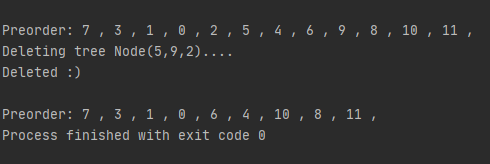 Preorder: 7 , 3 , 1 , 0 , 2 , 5 , 4 , 6 , 9 , 8 , 10 , 11 ,
Deleting tree Node(5,9,2)....
Deleted :)
Preorder: 7 , 3 , 1 , 0 , 6 , 4 , 10 , 8 , 11 ,
Process finished with exit code 0